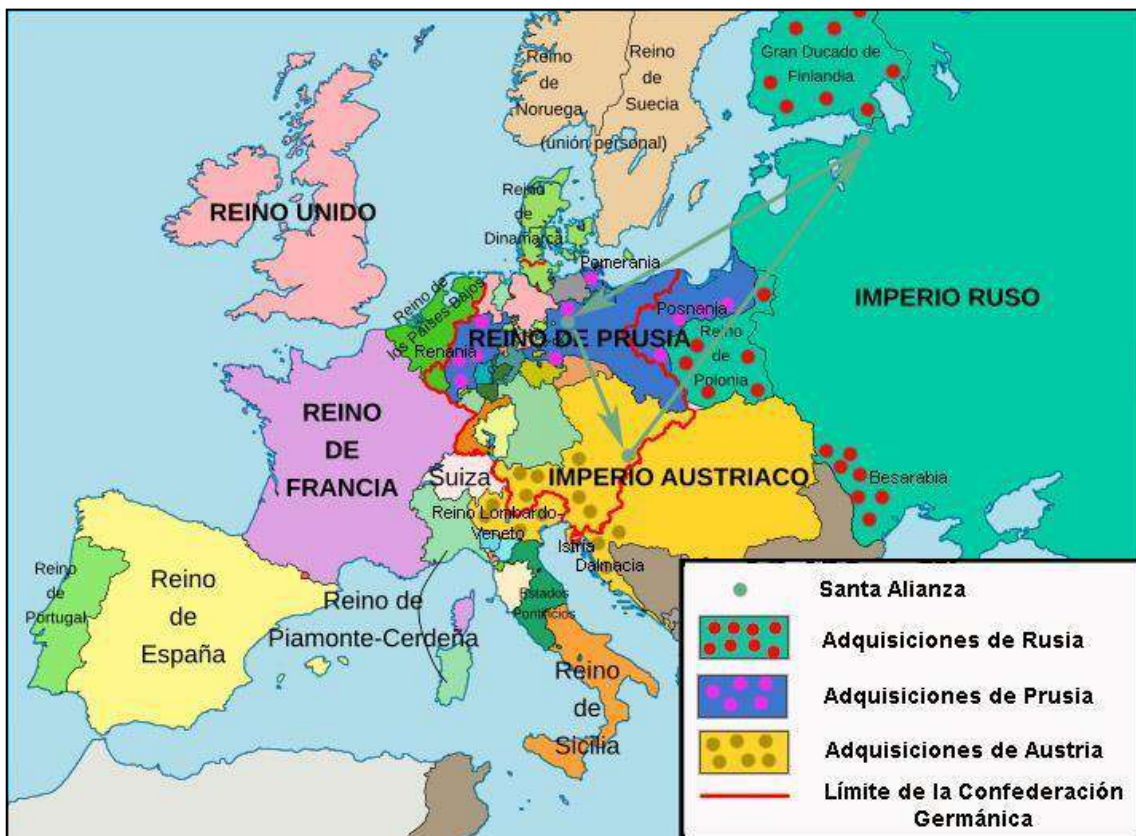 Gran Ducado de
Finlandia
Reino
de
Noruega
Reino
de
Suecia
(unión personal)
REINO UNIDO
Reino
de
Dinamarca
Pomerania
Reino de
los Países Bajos
Posnania
IMPERIO RUSO
REINO DE PRUSIA
Renania
Reino
de
Polonia
REINO
DE
FRANCIA
IMPERIO AUSTRIACO
Suiza
Besarabia
Reino Lombardo-
Veneto
Istria
Dalmacia
Reino
de
Portugal
Reino
de
España
Reino de
Piamonte-Cerdeña
Estados
Pontificios
Reino
de
Sicilia
Santa Alianza
Adquisiciones de Rusia
Adquisiciones de Prusia
Adquisiciones de Austria
Límite de la Confederación
Germánica